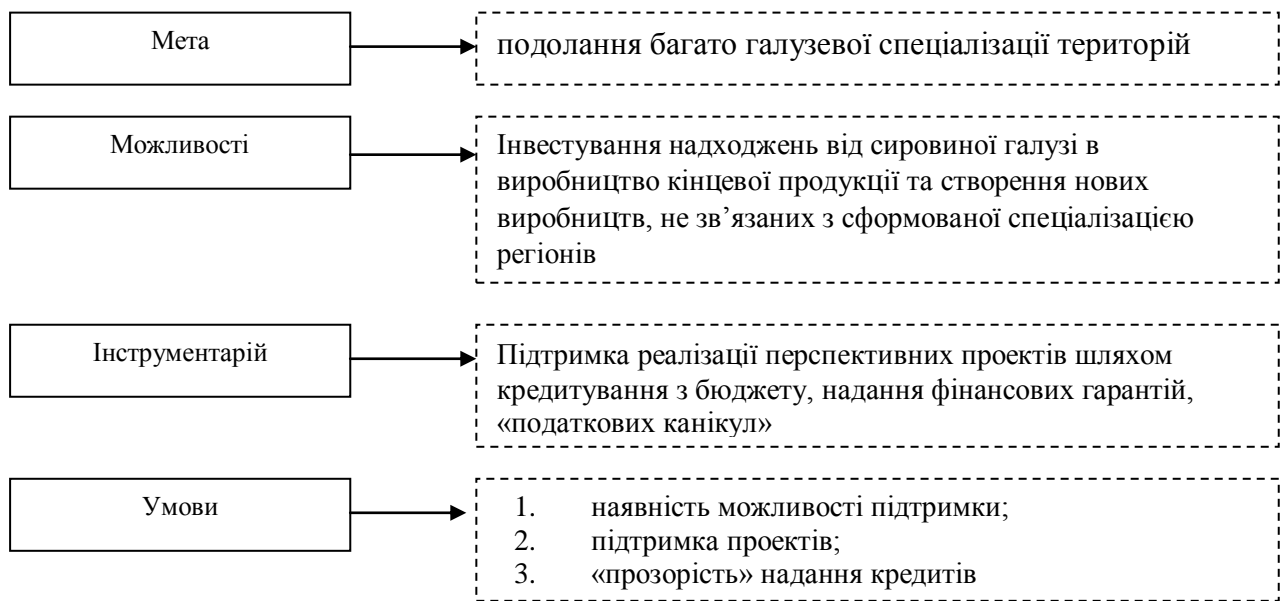 Мета
подолання багато галузевої спеціалізації територій
Можливості
Інвестування надходжень від сировиної галузі в
виробництво кінцевої продукції та створення нових
виробництв, не зв’язаних з сформованої спеціалізацією
регіонів
Інструментарій
Підтримка реалізації перспективних проектів шляхом
кредитування з бюджету, надання фінансових гарантій,
«податкових канікул»
Умови
1. наявність можливості підтримки;
2. підтримка проектів;
3. «прозорість» надання кредитів